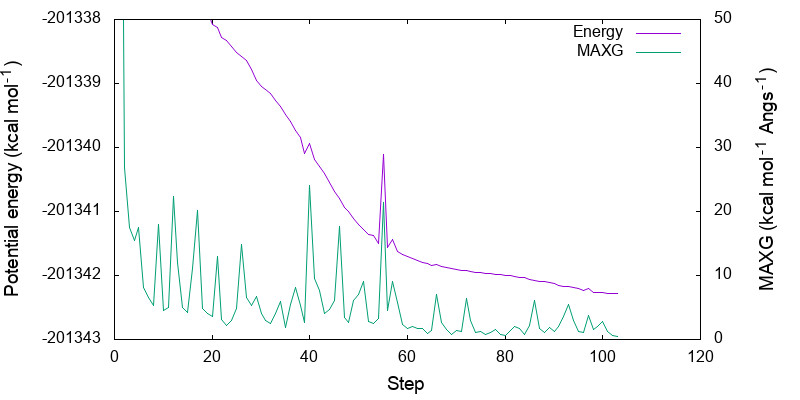 Energy
MAXG
Potential energy (kcal mol⁻¹)
-201338
-201339
-201340
-201341
-201342
-201343
50
40
30
20
10
0
MAXG (kcal mol⁻¹ Angs⁻¹)
0 20 40 60 80 100 120
Step